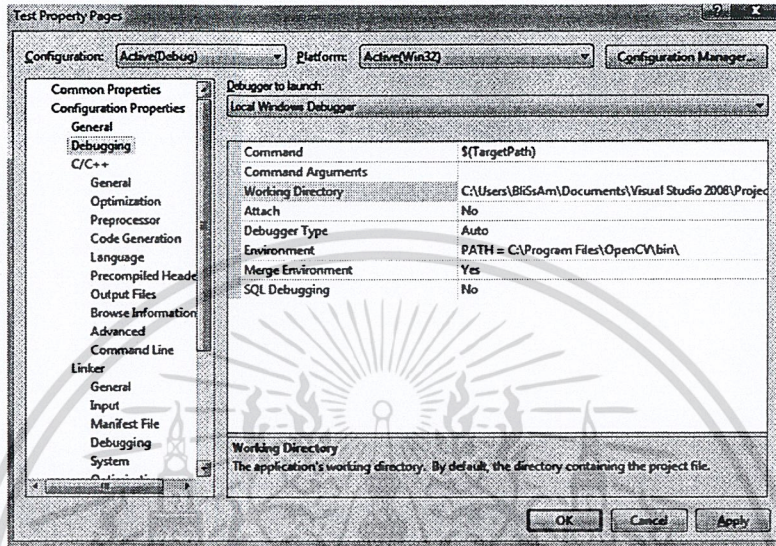 Test Property Pages
Configuration: Active(Debug) Platform: Active(Win32) Configuration Manager...
Common Properties
Configuration Properties
General
Debugging
C/C++
General
Optimization
Preprocessor
Code Generation
Language
Precompiled Heade
Output Files
Browse Information
Advanced
Command Line
Linker
General
Input
Manifest File
Debugging
System
Debugger to launch:
Local Windows Debugger
Command $(TargetPath)
Command Arguments
Working Directory C:\Users\BliSsAm\Documents\Visual Studio 2008\Projec
Attach No
Debugger Type Auto
Environment PATH = C:\Program Files\OpenCV\bin\
Merge Environment Yes
SQL Debugging No
Working Directory
The application's working directory. By default, the directory containing the project file.
OK Cancel Apply